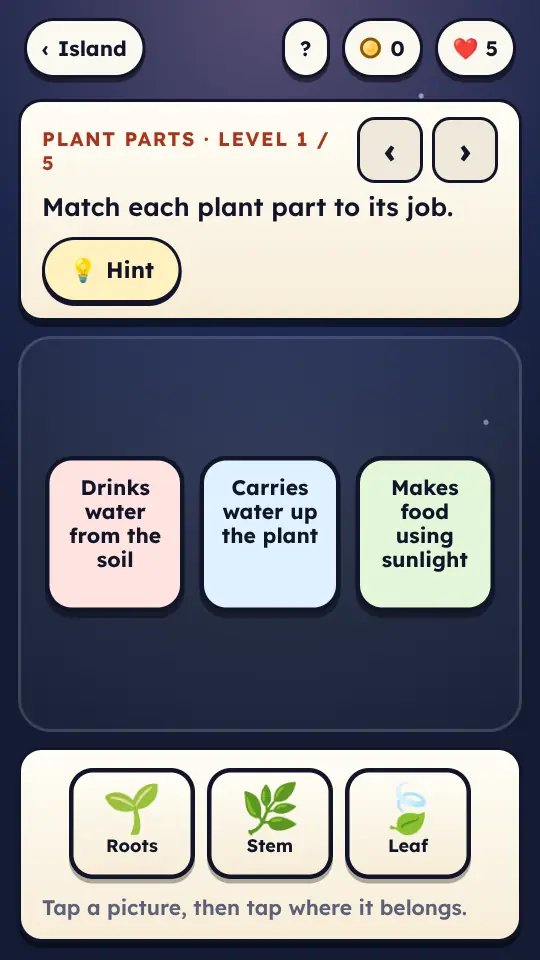 ‹ Island
?
0
5
PLANT PARTS · LEVEL 1 /
5
‹
›
Match each plant part to its job.
Hint
Drinks
water
from the
soil
Carries
water up
the plant
Makes
food
using
sunlight
Roots
Stem
Leaf
Tap a picture, then tap where it belongs.